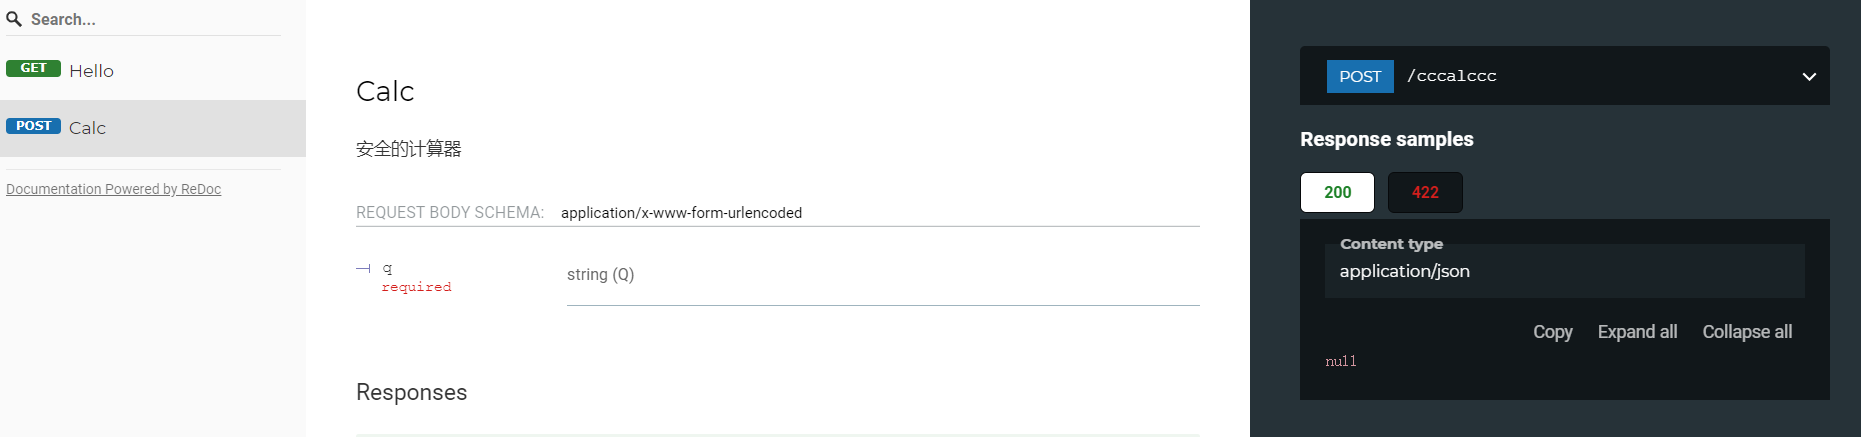 Search...
GET Hello
POST Calc
Documentation Powered by ReDoc
Calc
安全的计算器
REQUEST BODY SCHEMA: application/x-www-form-urlencoded
q string (Q)
required
Responses
POST /cccalccc
Response samples
200 422
Content type
application/json
Copy Expand all Collapse all
null